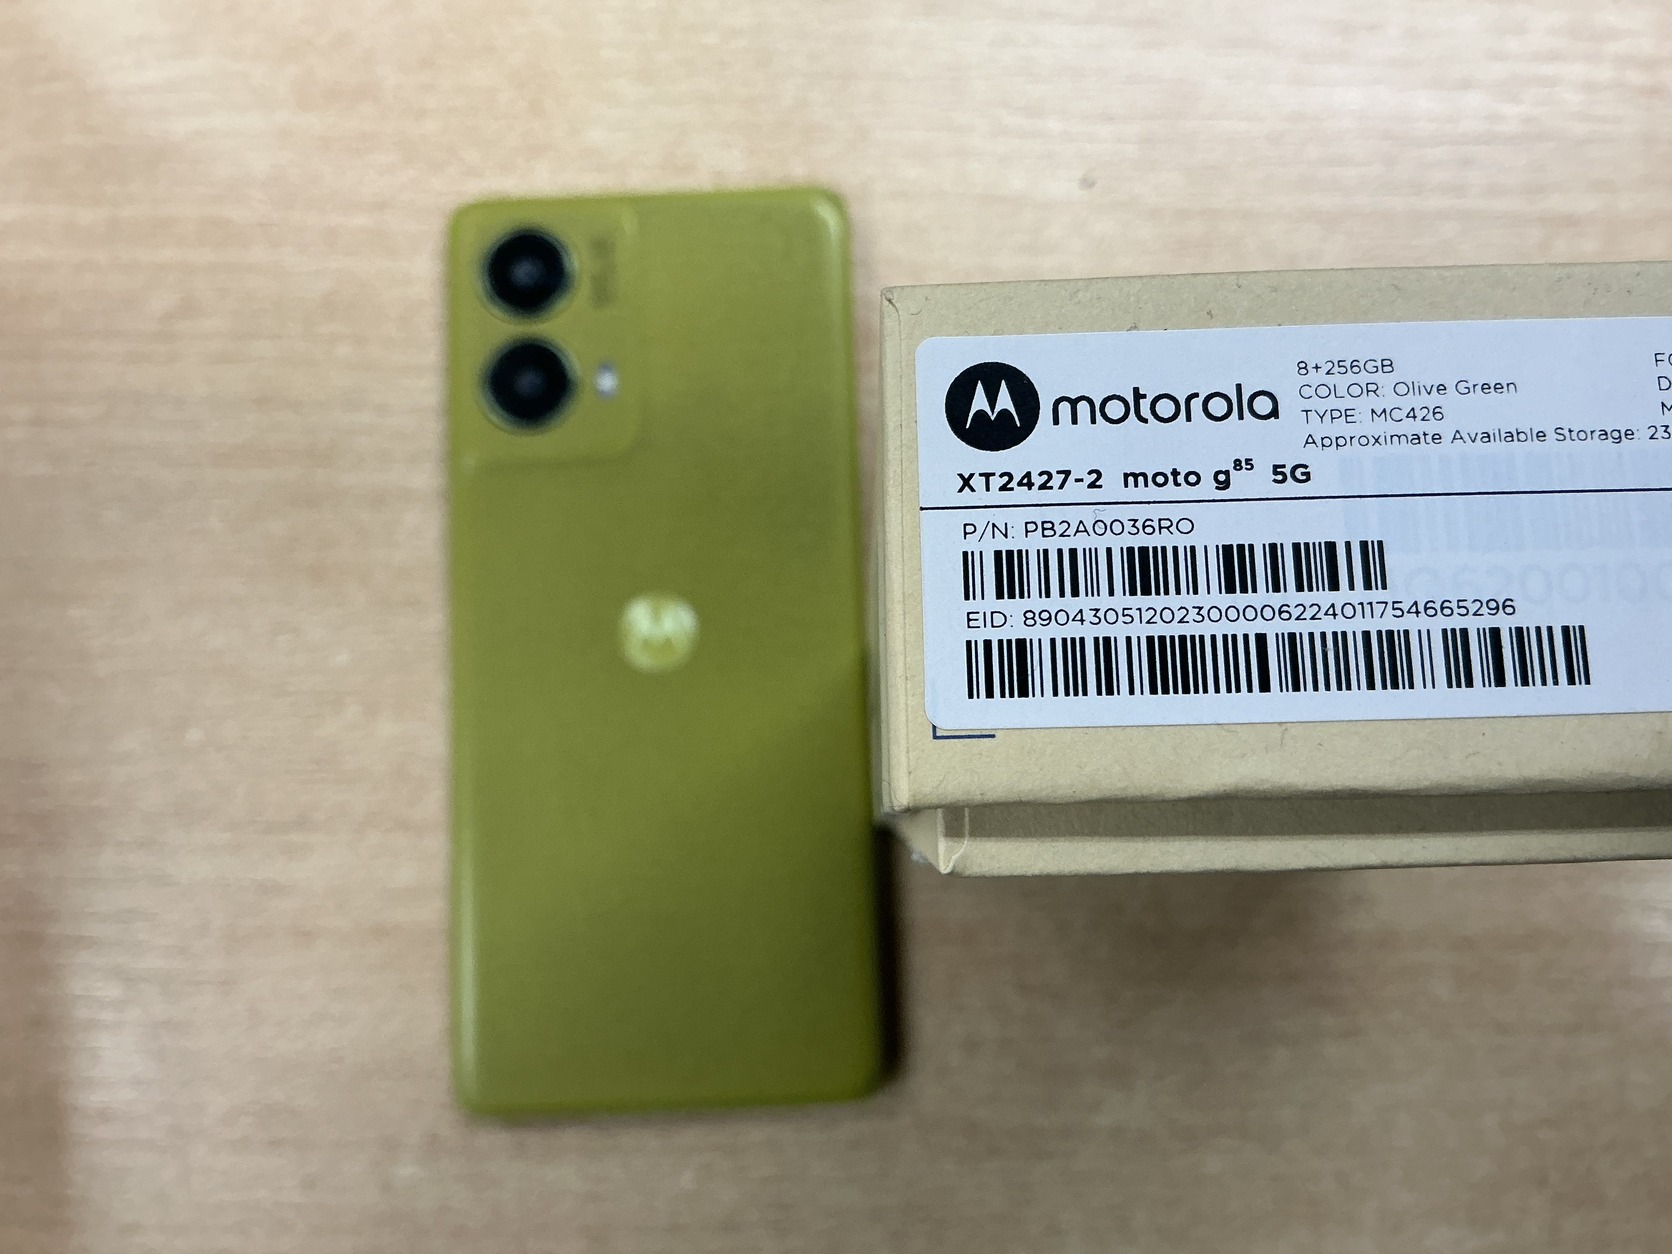 motorola
8+256GB
COLOR: Olive Green
TYPE: MC426
Approximate Available Storage: 23
XT2427-2 moto g85 5G
P/N: PB2A0036RO
EID: 89043051202300006224011754665296